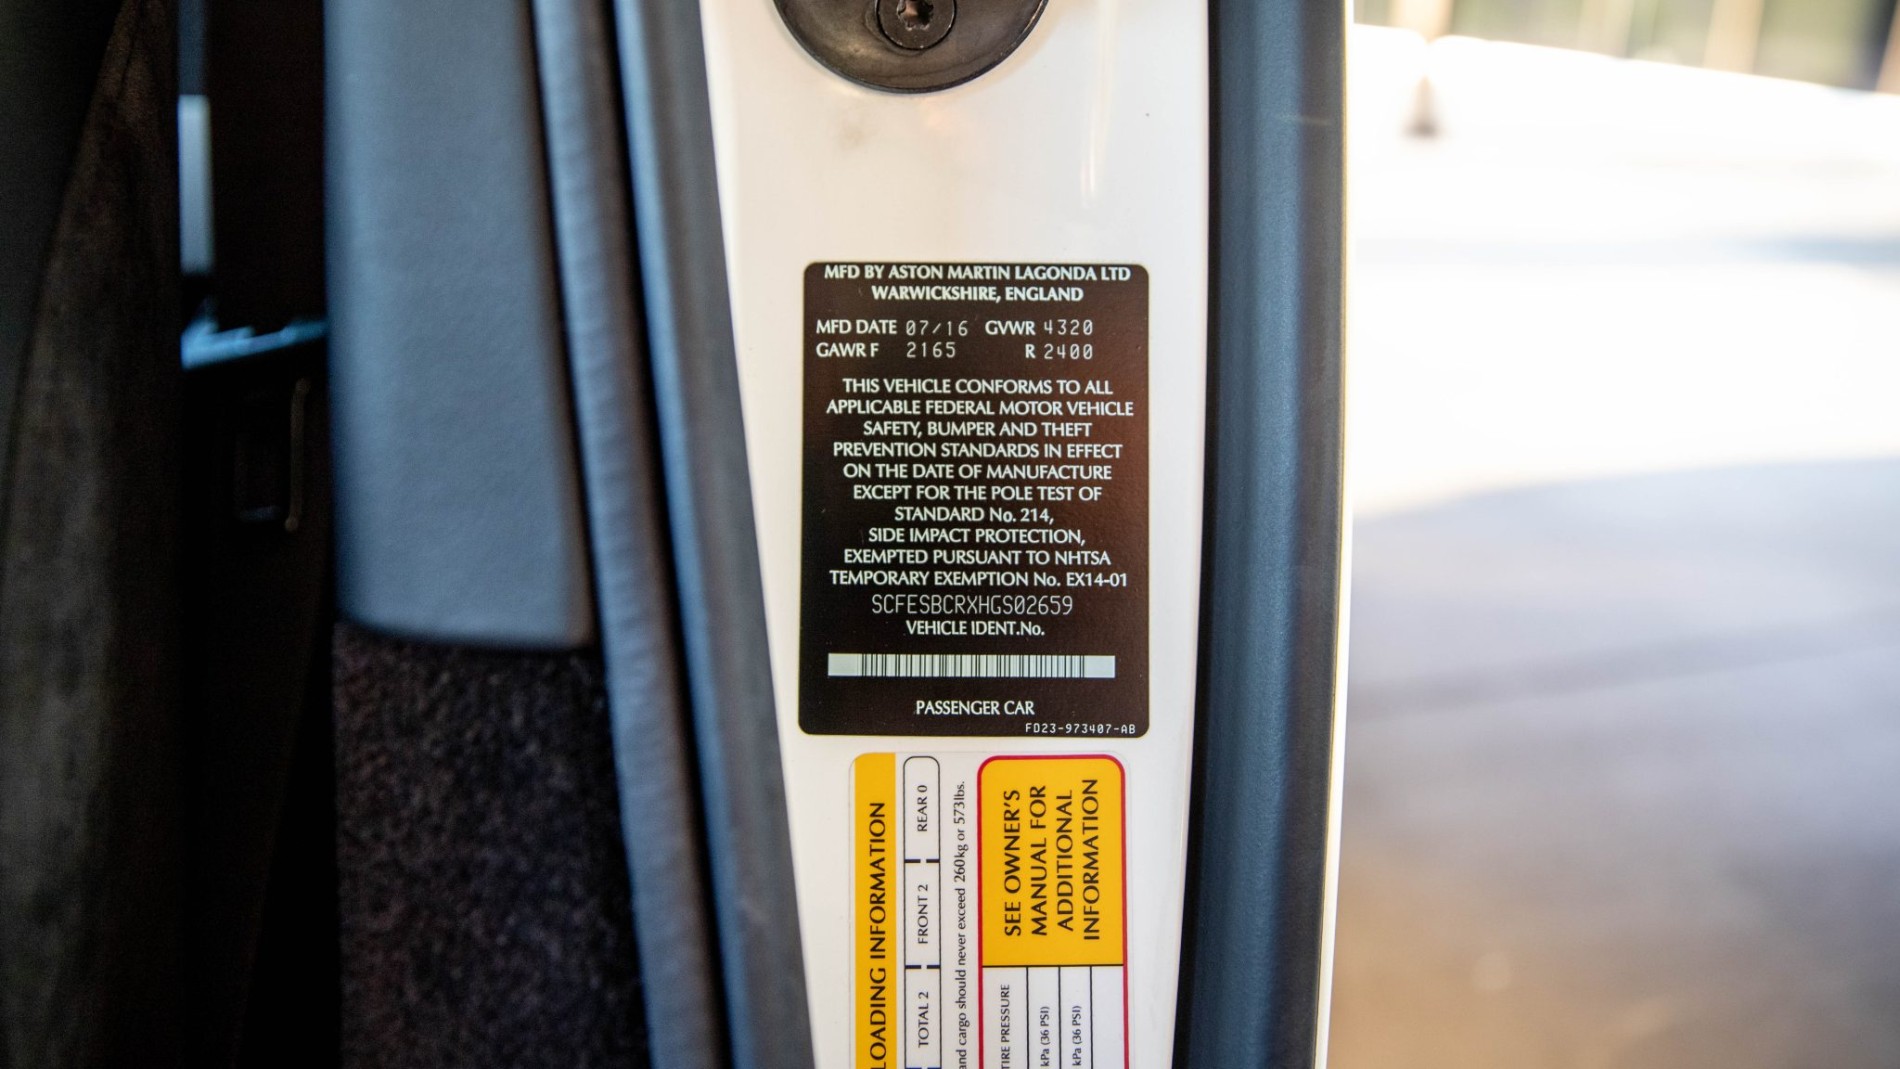 MFD BY ASTON MARTIN LAGONDA LTD
WARWICKSHIRE, ENGLAND
MFD DATE 07/16 GVWR 4320
GAWR F 2165 R 2400
THIS VEHICLE CONFORMS TO ALL
APPLICABLE FEDERAL MOTOR VEHICLE
SAFETY, BUMPER AND THEFT
PREVENTION STANDARDS IN EFFECT
ON THE DATE OF MANUFACTURE
EXCEPT FOR THE POLE TEST OF
STANDARD No. 214,
SIDE IMPACT PROTECTION,
EXEMPTED PURSUANT TO NHTSA
TEMPORARY EXEMPTION No. EX14-01
SCFESBCRXHGS02659
VEHICLE IDENT.No.
PASSENGER CAR
FD23-973407-AB
LOADING INFORMATION
TOTAL 2 FRONT 2 REAR 0
and cargo should never exceed 260kg or 573lbs.
SEE OWNER'S
MANUAL FOR
ADDITIONAL
INFORMATION
TIRE PRESSURE
kPa (36 PSI)
kPa (36 PSI)